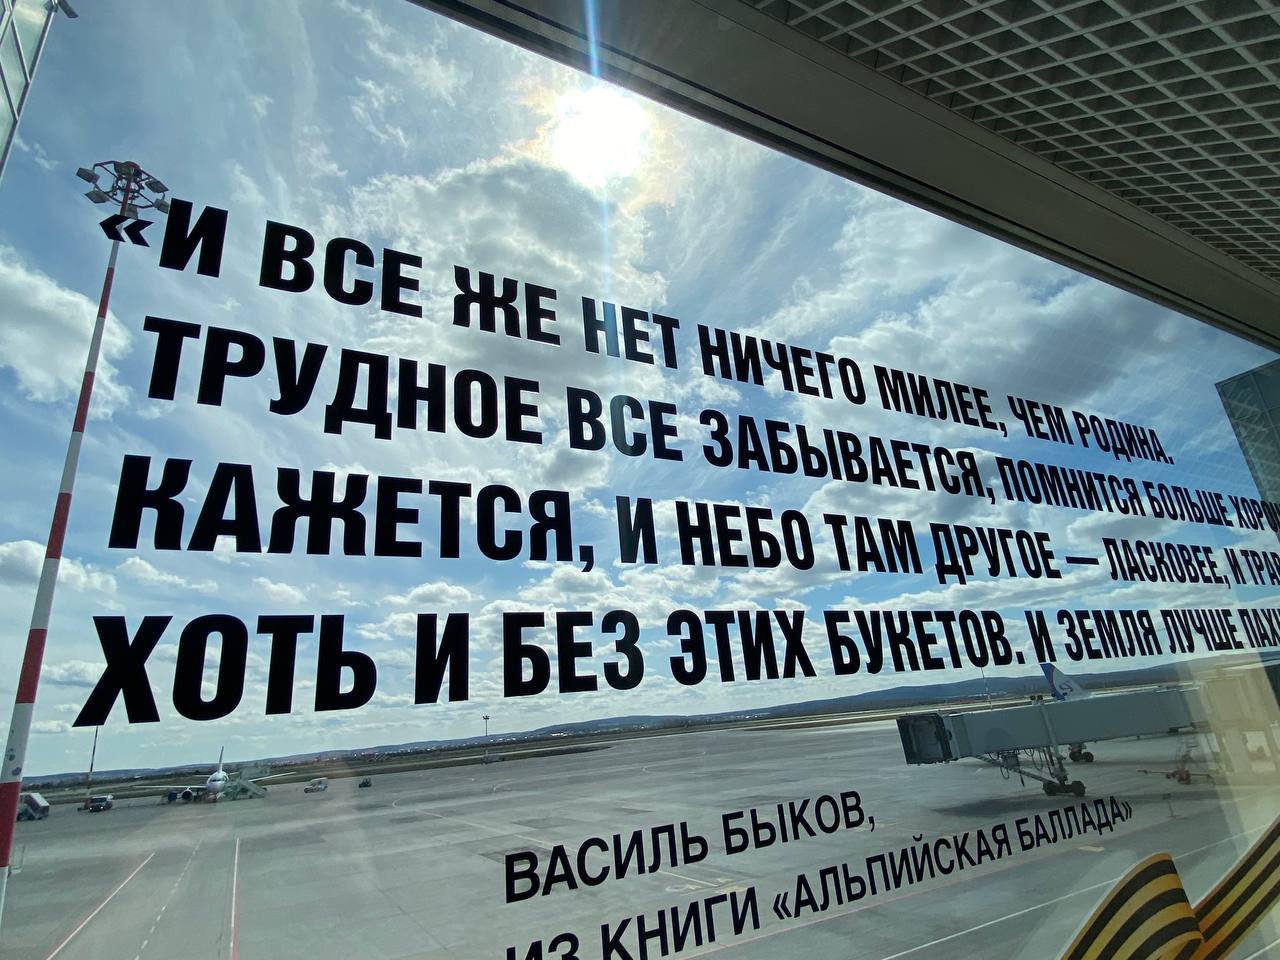 «И ВСЕ ЖЕ НЕТ НИЧЕГО МИЛЕЕ, ЧЕМ РОДИНА.
ТРУДНОЕ ВСЕ ЗАБЫВАЕТСЯ, ПОМНИТСЯ БОЛЬШЕ
КАЖЕТСЯ, И НЕБО ТАМ ДРУГОЕ — ЛАСКОВЕЕ, И
ХОТЬ И БЕЗ ЭТИХ БУКЕТОВ. И ЗЕМЛЯ ЛУЧШЕ
ВАСИЛЬ БЫКОВ,
ИЗ КНИГИ «АЛЬПИЙСКАЯ БАЛЛАДА»